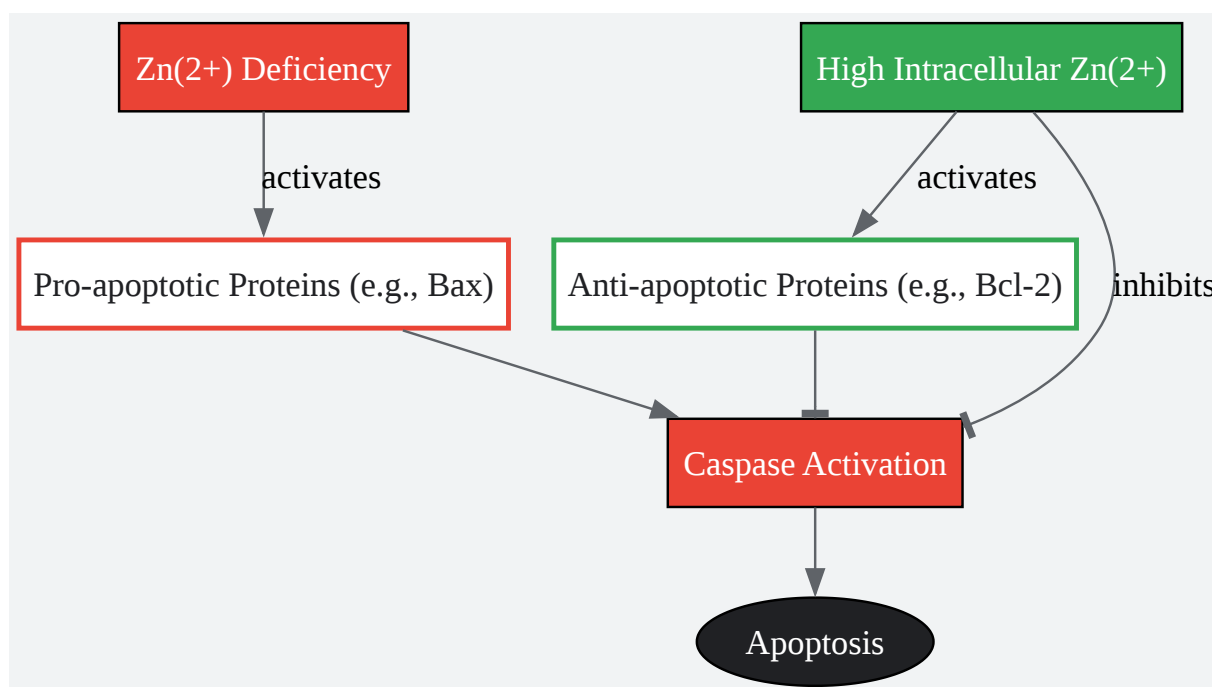 Zn(2+) Deficiency
High Intracellular Zn(2+)
activates
activates
Pro-apoptotic Proteins (e.g., Bax)
Anti-apoptotic Proteins (e.g., Bcl-2)
inhibits
Caspase Activation
Apoptosis